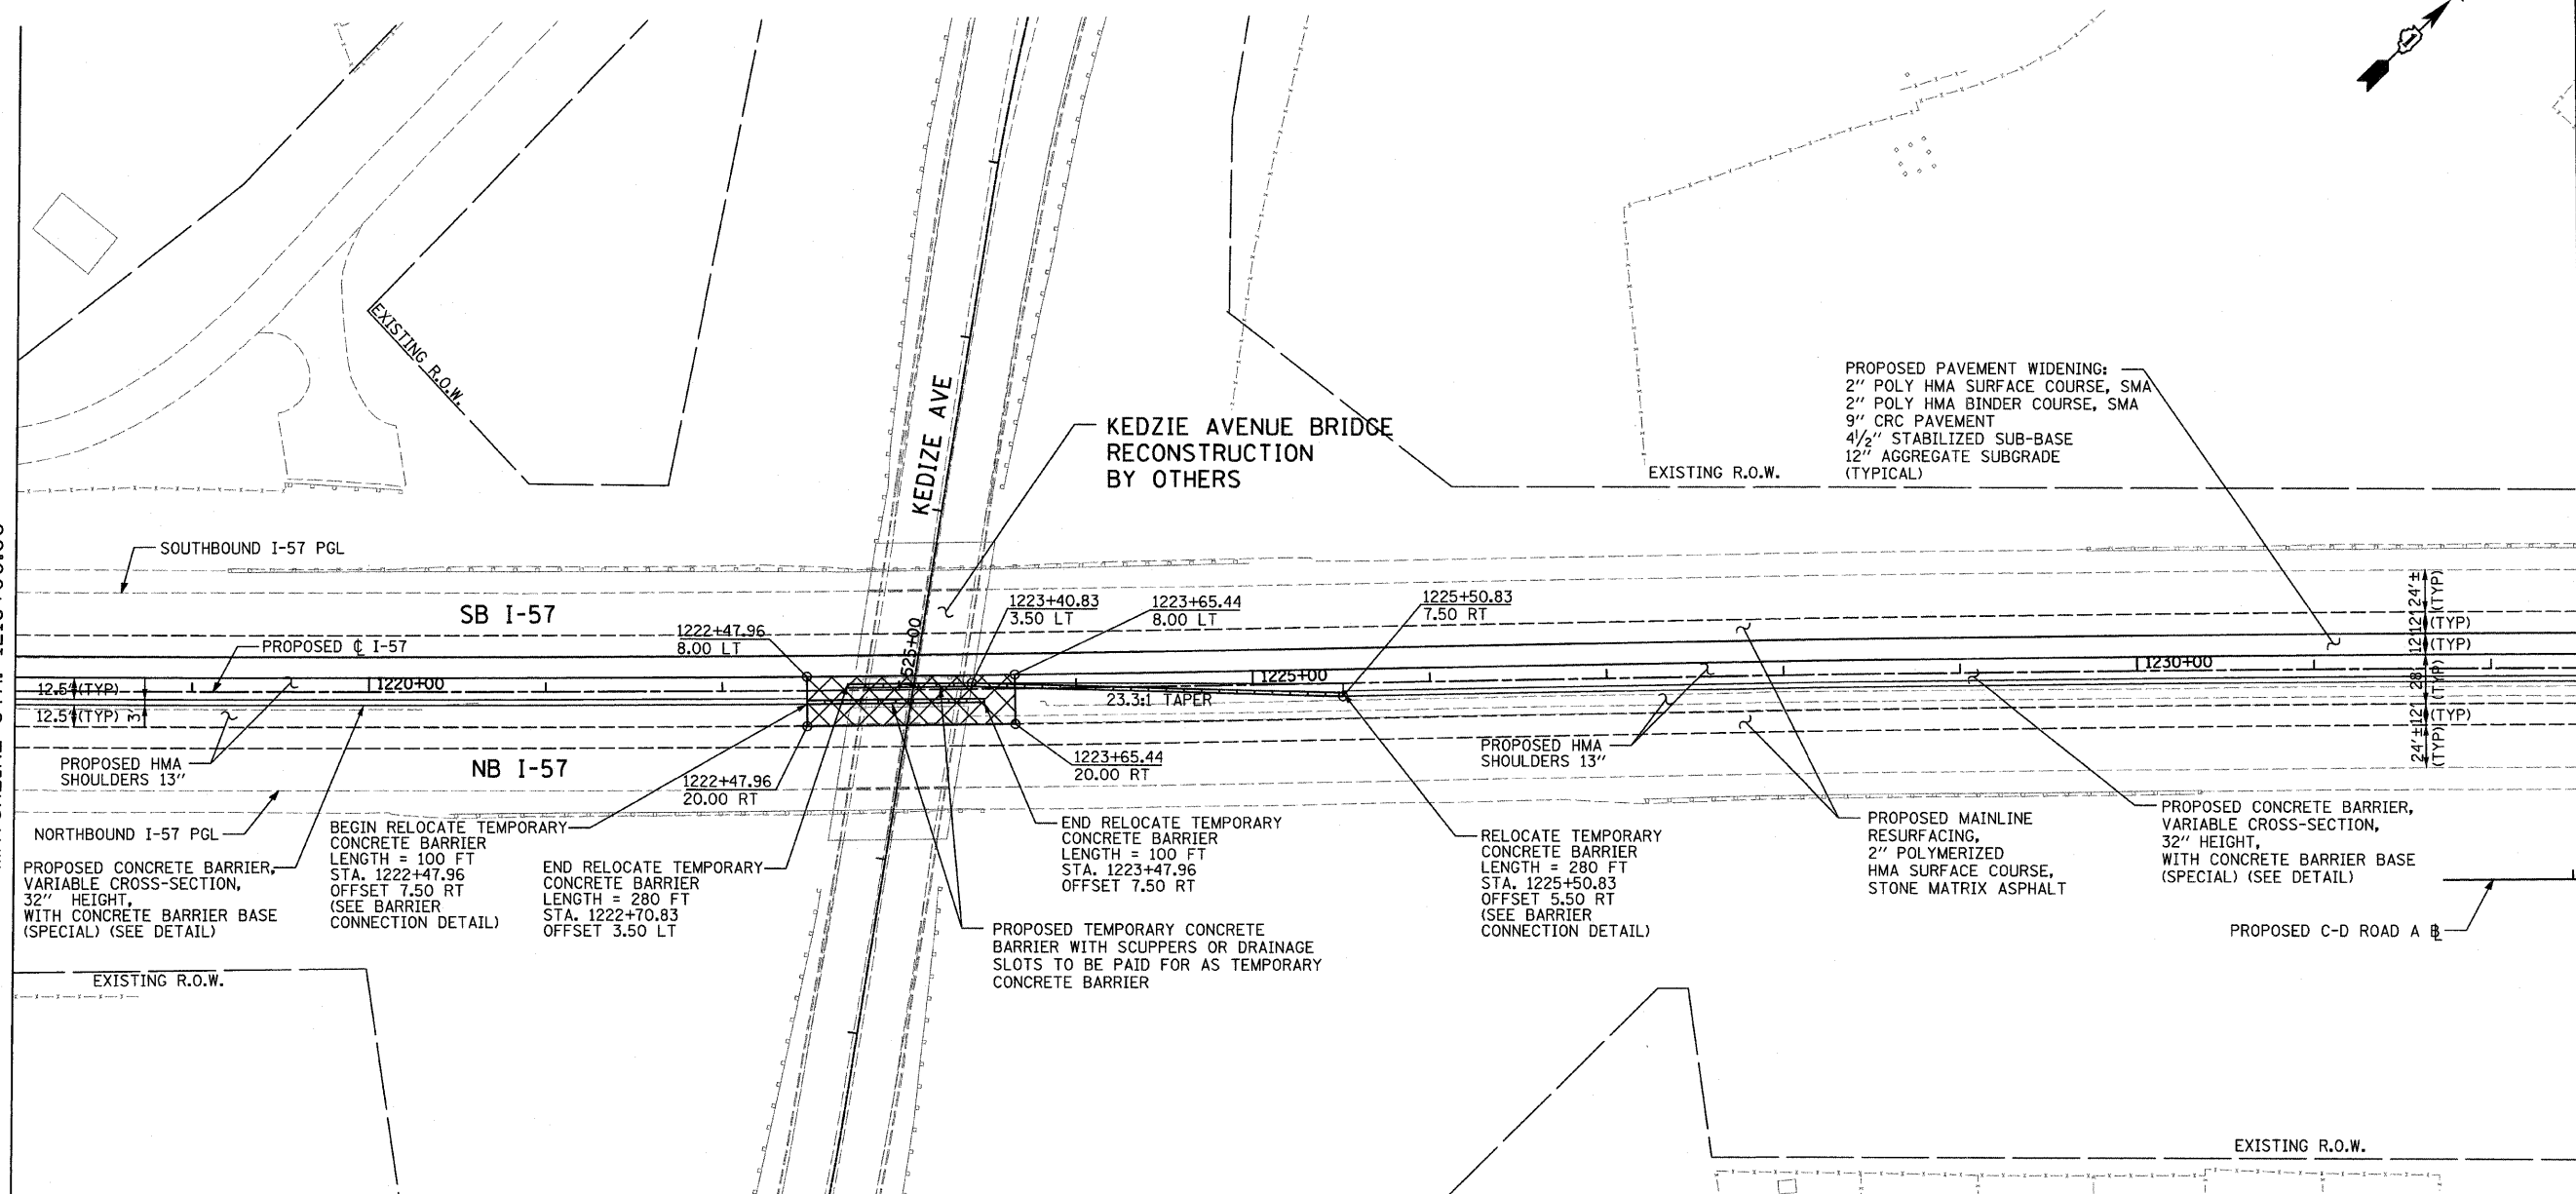 EXISTING R.O.W.
KEDIZE AVE
KEDZIE AVENUE BRIDGE
RECONSTRUCTION
BY OTHERS
PROPOSED PAVEMENT WIDENING:
2" POLY HMA SURFACE COURSE, SMA
2" POLY HMA BINDER COURSE, SMA
9" CRC PAVEMENT
4½" STABILIZED SUB-BASE
12" AGGREGATE SUBGRADE
(TYPICAL)
EXISTING R.O.W.
SOUTHBOUND I-57 PGL
SB I-57
PROPOSED ℄ I-57
1222+47.96
8.00 LT
525+00
1223+40.83
3.50 LT
1223+65.44
8.00 LT
1225+50.83
7.50 RT
24'±
(TYP)
12'
(TYP)
12'
(TYP)
28'
(TYP)
12'
(TYP)
24'±
(TYP)
12.5' (TYP)
12.5' (TYP)
3'
1220+00
1225+00
1230+00
23.3:1 TAPER
PROPOSED HMA
SHOULDERS 13"
NB I-57
1222+47.96
20.00 RT
1223+65.44
20.00 RT
PROPOSED HMA
SHOULDERS 13"
NORTHBOUND I-57 PGL
PROPOSED CONCRETE BARRIER,
VARIABLE CROSS-SECTION,
32" HEIGHT,
WITH CONCRETE BARRIER BASE
(SPECIAL) (SEE DETAIL)
BEGIN RELOCATE TEMPORARY
CONCRETE BARRIER
LENGTH = 100 FT
STA. 1222+47.96
OFFSET 7.50 RT
(SEE BARRIER
CONNECTION DETAIL)
END RELOCATE TEMPORARY
CONCRETE BARRIER
LENGTH = 280 FT
STA. 1222+70.83
OFFSET 3.50 LT
END RELOCATE TEMPORARY
CONCRETE BARRIER
LENGTH = 100 FT
STA. 1223+47.96
OFFSET 7.50 RT
PROPOSED TEMPORARY CONCRETE
BARRIER WITH SCUPPERS OR DRAINAGE
SLOTS TO BE PAID FOR AS TEMPORARY
CONCRETE BARRIER
RELOCATE TEMPORARY
CONCRETE BARRIER
LENGTH = 280 FT
STA. 1225+50.83
OFFSET 5.50 RT
(SEE BARRIER
CONNECTION DETAIL)
PROPOSED MAINLINE
RESURFACING,
2" POLYMERIZED
HMA SURFACE COURSE,
STONE MATRIX ASPHALT
PROPOSED CONCRETE BARRIER,
VARIABLE CROSS-SECTION,
32" HEIGHT,
WITH CONCRETE BARRIER BASE
(SPECIAL) (SEE DETAIL)
PROPOSED C-D ROAD A ⅊
EXISTING R.O.W.
EXISTING R.O.W.